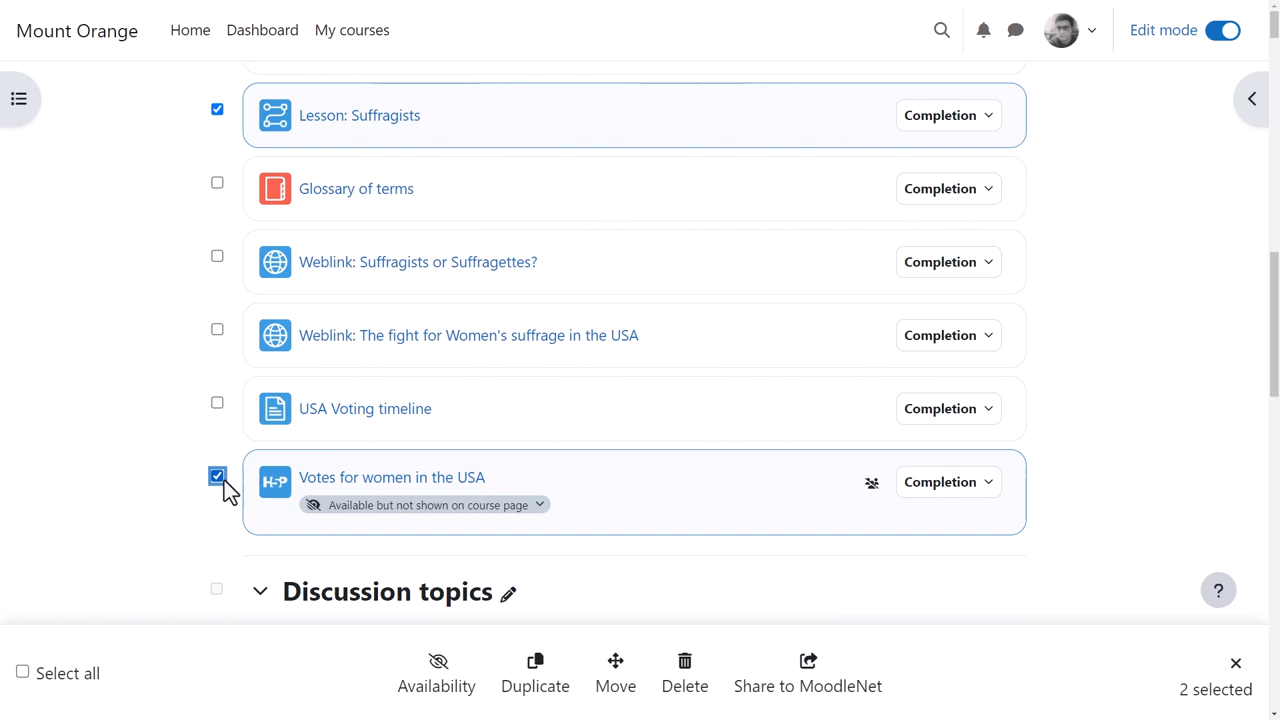 Mount Orange Home Dashboard My courses Edit mode
Lesson: Suffragists Completion
Glossary of terms Completion
Weblink: Suffragists or Suffragettes? Completion
Weblink: The fight for Women's suffrage in the USA Completion
USA Voting timeline Completion
H5P Votes for women in the USA Completion
Available but not shown on course page
Discussion topics
?
Select all Availability Duplicate Move Delete Share to MoodleNet 2 selected